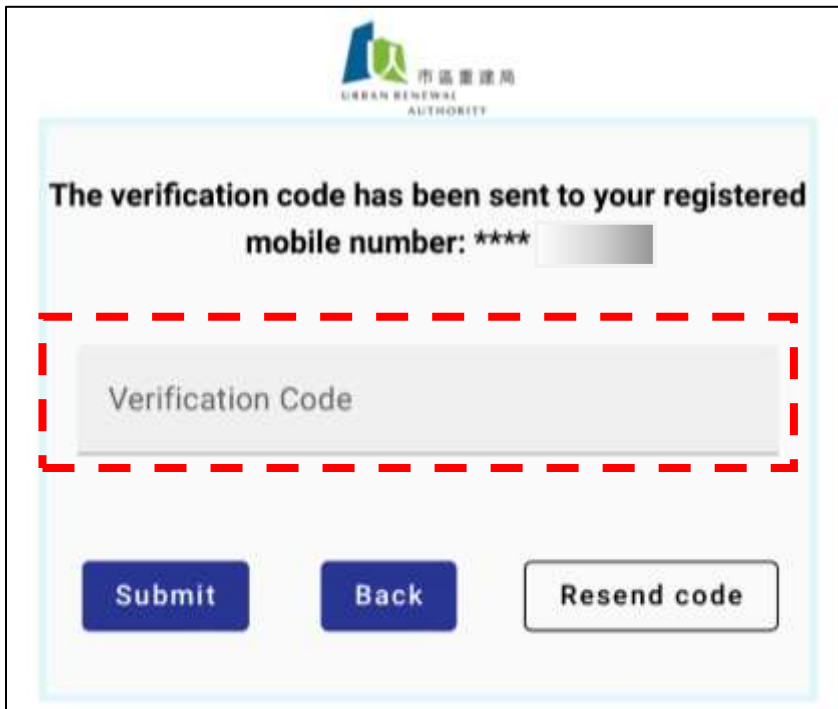 市區重建局
URBAN RENEWAL
AUTHORITY
The verification code has been sent to your registered
mobile number: ****
Verification Code
Submit Back Resend code